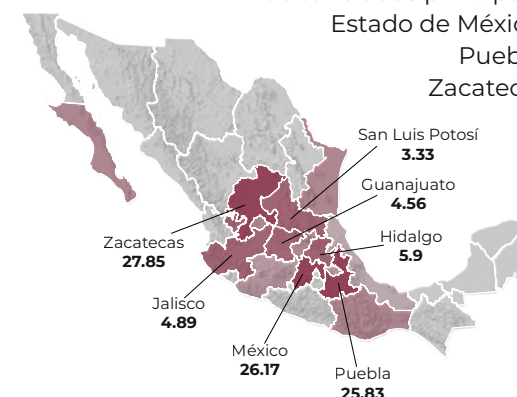 Estado de Méxic
Pueb
Zacatec
San Luis Potosí
3.33
Guanajuato
4.56
Hidalgo
5.9
Zacatecas
27.85
Jalisco
4.89
México
26.17
Puebla
25.83